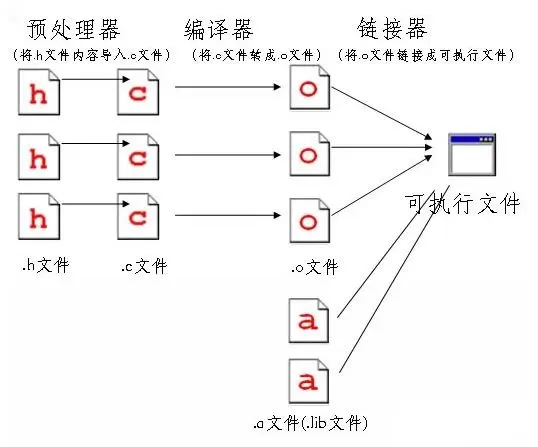 预处理器 编译器 链接器
(将.h文件内容导入.c文件) (将.c文件转成.o文件) (将.o文件链接成可执行文件)
h c o
h c o
h c o
可执行文件
.h文件 .c文件 .o文件
a
a
.a文件(.lib文件)